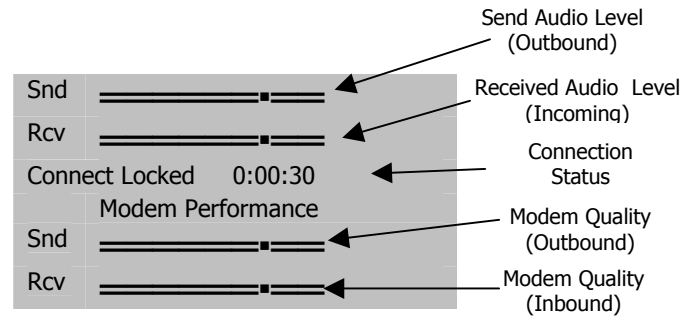 Send Audio Level
(Outbound)
Snd
Received Audio Level
(Incoming)
Rcv
Connection
Status
Connect Locked 0:00:30
Modem Performance
Modem Quality
(Outbound)
Snd
Modem Quality
(Inbound)
Rcv